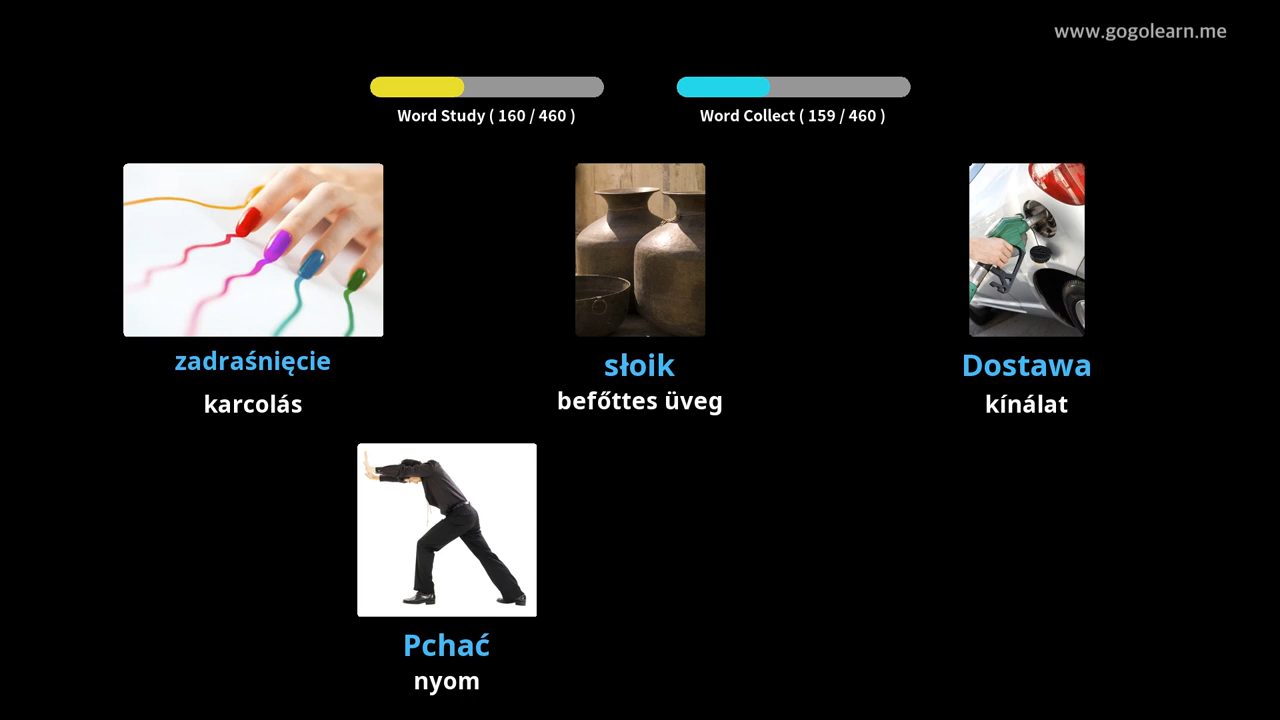 www.gogolearn.me
Word Study ( 160 / 460 )
Word Collect ( 159 / 460 )
zadraśnięcie
karcolás
słoik
befőttes üveg
Dostawa
kínálat
Pchać
nyom